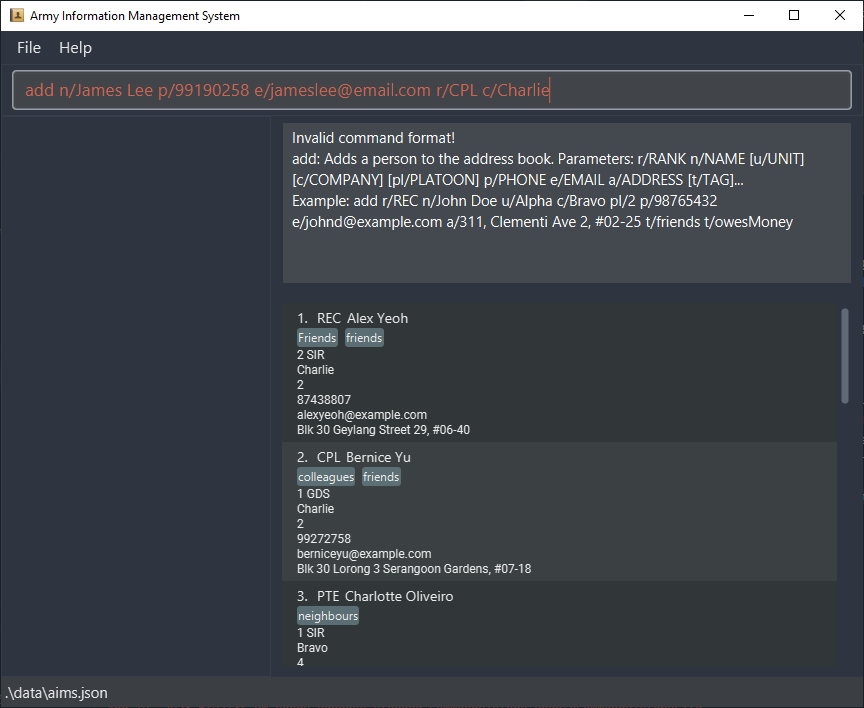 Army Information Management System
File Help
add n/James Lee p/99190258 e/jameslee@email.com r/CPL c/Charlie
Invalid command format!
add: Adds a person to the address book. Parameters: r/RANK n/NAME [u/UNIT]
[c/COMPANY] [pl/PLATOON] p/PHONE e/EMAIL a/ADDRESS [t/TAG]...
Example: add r/REC n/John Doe u/Alpha c/Bravo pl/2 p/98765432
e/johnd@example.com a/311, Clementi Ave 2, #02-25 t/friends t/owesMoney
1. REC Alex Yeoh
Friends friends
2 SIR
Charlie
2
87438807
alexyeoh@example.com
Blk 30 Geylang Street 29, #06-40
2. CPL Bernice Yu
colleagues friends
1 GDS
Charlie
2
99272758
berniceyu@example.com
Blk 30 Lorong 3 Serangoon Gardens, #07-18
3. PTE Charlotte Oliveiro
neighbours
1 SIR
Bravo
4
.\data\aims.json